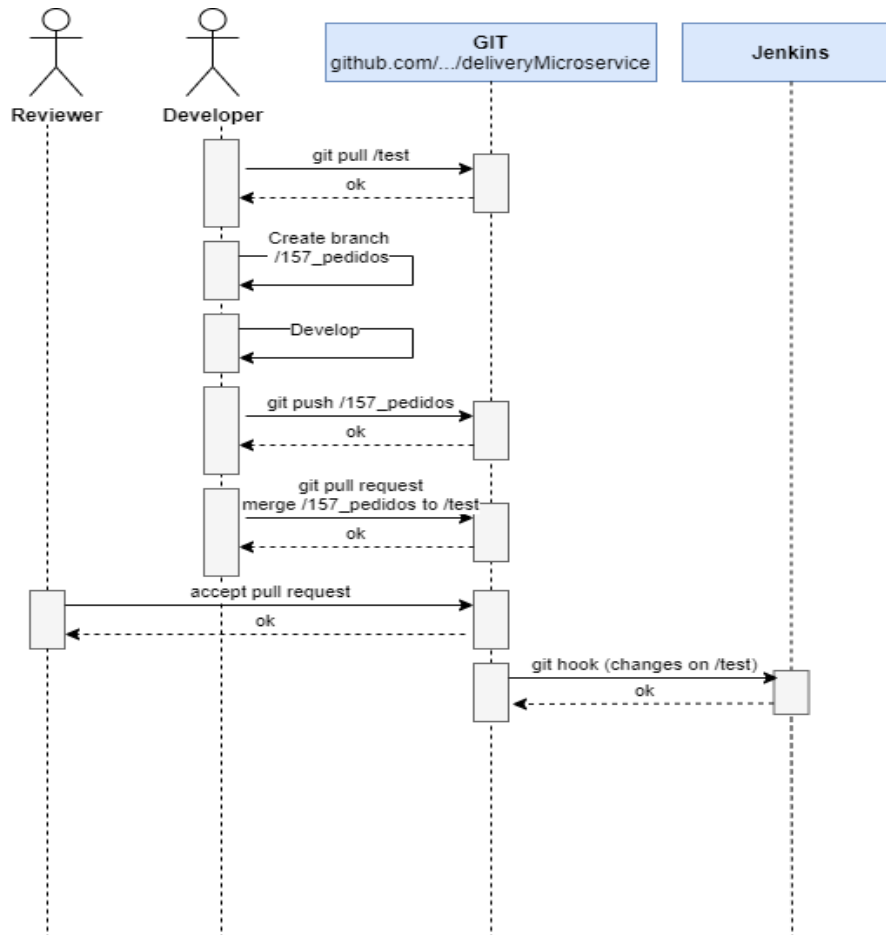 GIT
github.com/.../deliveryMicroservice
Jenkins
Reviewer
Developer
git pull /test
ok
Create branch
/157_pedidos
Develop
git push /157_pedidos
ok
git pull request
merge /157_pedidos to /test
ok
accept pull request
ok
git hook (changes on /test)
ok